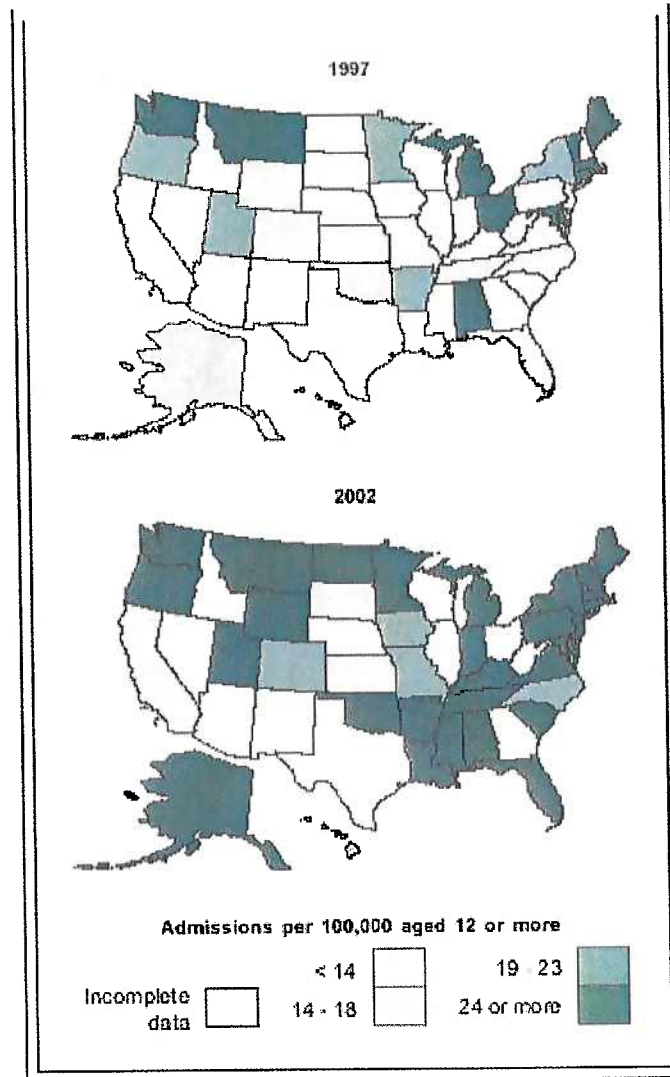 1997
2002
Admissions per 100,000 aged 12 or more
Incomplete data
< 14
14 - 18
19 - 23
24 or more